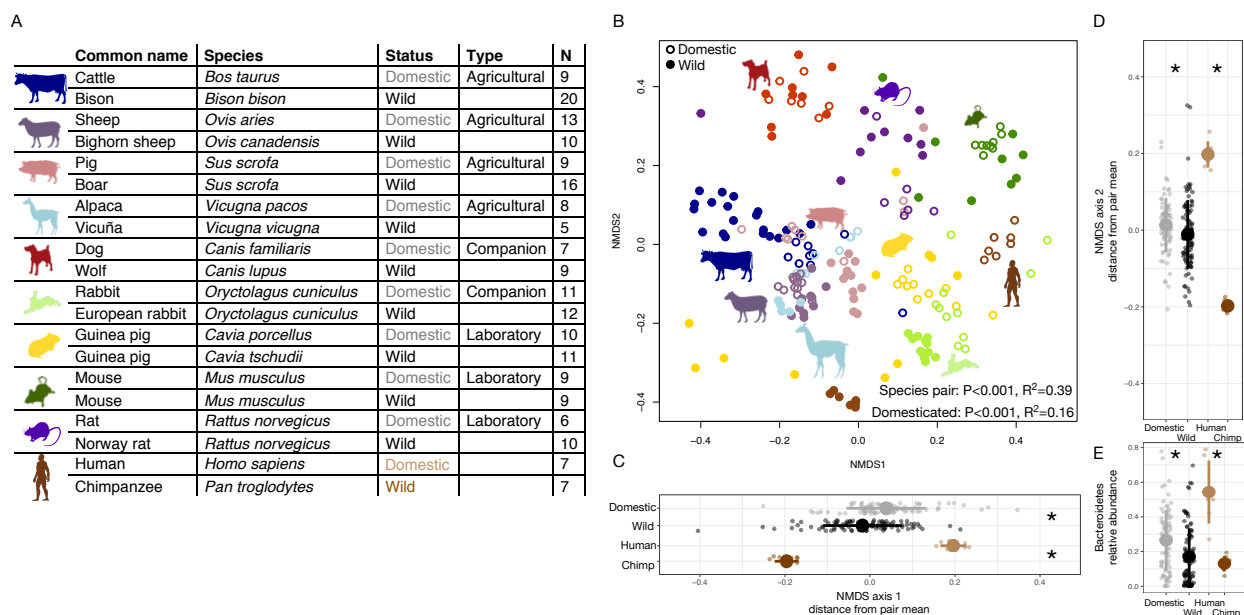 A
Common name Species Status Type N
Cattle Bos taurus Domestic Agricultural 9
Bison Bison bison Wild 20
Sheep Ovis aries Domestic Agricultural 13
Bighorn sheep Ovis canadensis Wild 10
Pig Sus scrofa Domestic Agricultural 9
Boar Sus scrofa Wild 16
Alpaca Vicugna pacos Domestic Agricultural 8
Vicuña Vicugna vicugna Wild 5
Dog Canis familiaris Domestic Companion 7
Wolf Canis lupus Wild 9
Rabbit Oryctolagus cuniculus Domestic Companion 11
European rabbit Oryctolagus cuniculus Wild 12
Guinea pig Cavia porcellus Domestic Laboratory 10
Guinea pig Cavia tschudii Wild 11
Mouse Mus musculus Domestic Laboratory 9
Mouse Mus musculus Wild 9
Rat Rattus norvegicus Domestic Laboratory 6
Norway rat Rattus norvegicus Wild 10
Human Homo sapiens Domestic 7
Chimpanzee Pan troglodytes Wild 7
B
Domestic
Wild
NMDS2
0.4
0.2
0.0
−0.2
−0.4
Species pair: P<0.001, R²=0.39
Domesticated: P<0.001, R²=0.16
−0.4 −0.2 0.0 0.2 0.4
NMDS1
C
Domestic *
Wild
Human *
Chimp
−0.4 −0.2 0.0 0.2 0.4
NMDS axis 1
distance from pair mean
D
NMDS axis 2
distance from pair mean
* *
0.4
0.2
0.0
−0.2
−0.4
Domestic Human
Wild Chimp
E
Bacteroidetes
relative abundance
* *
0.8
0.6
0.4
0.2
0.0
Domestic Human
Wild Chimp